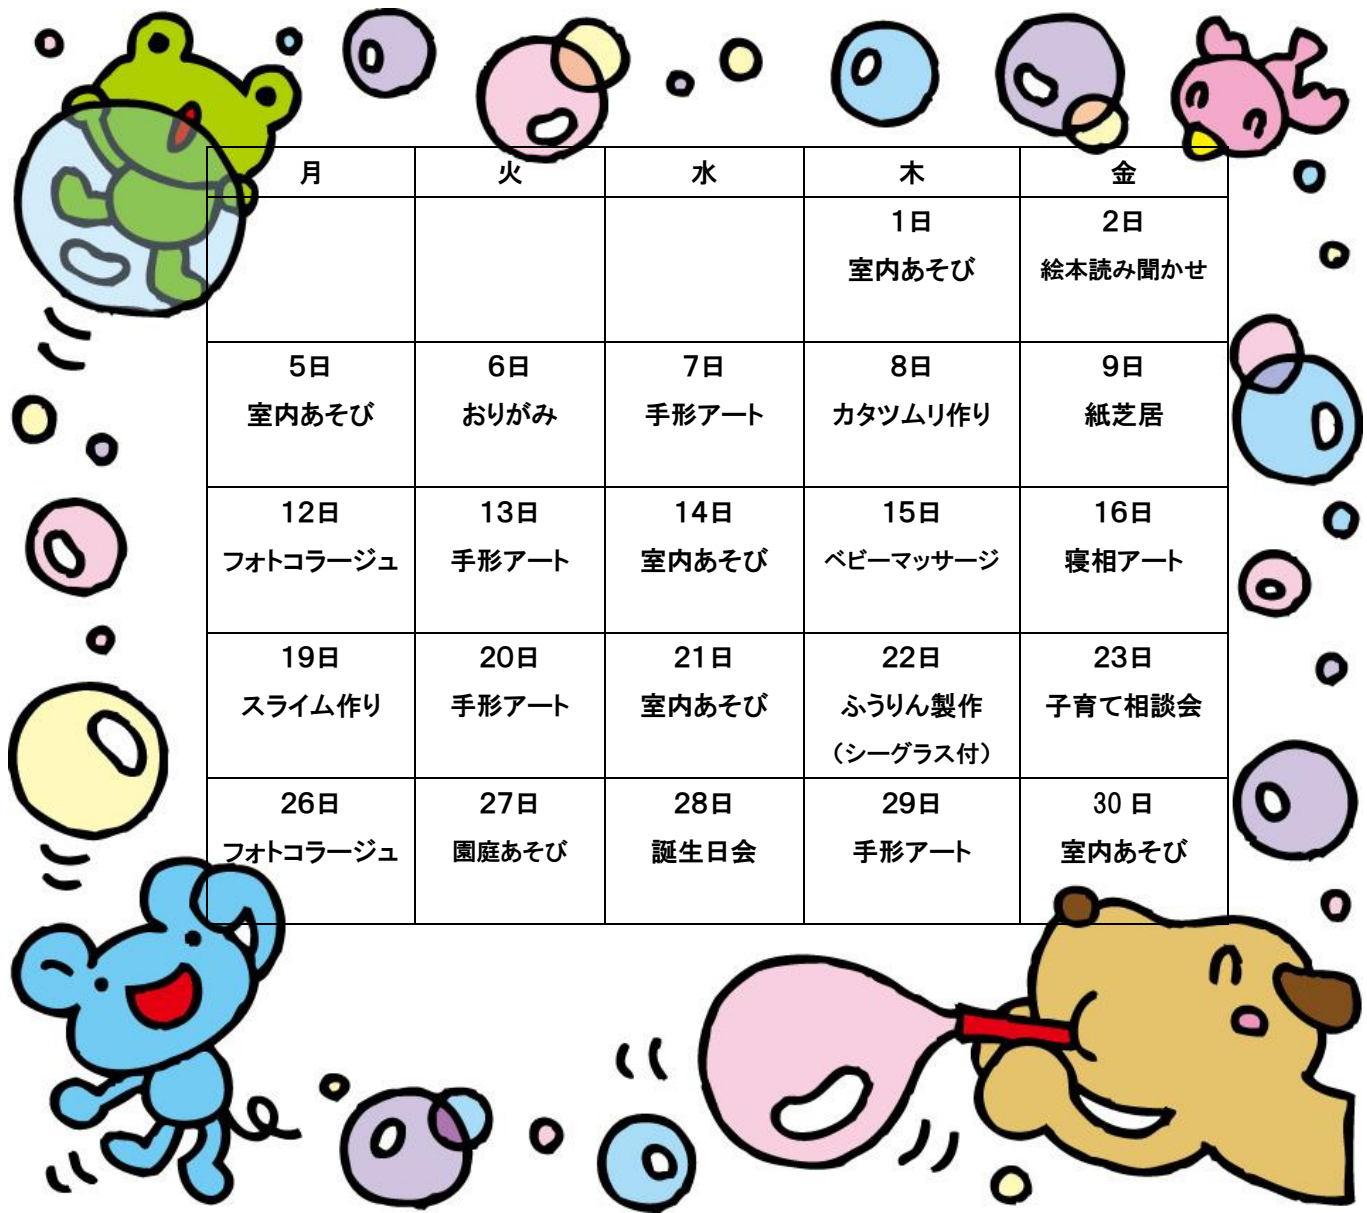 月 火 水 木 金
1日 2日
室内あそび 絵本読み聞かせ
5日 6日 7日 8日 9日
室内あそび おりがみ 手形アート カタツムリ作り 紙芝居
12日 13日 14日 15日 16日
フォトコラージュ 手形アート 室内あそび ベビーマッサージ 寝相アート
19日 20日 21日 22日 23日
スライム作り 手形アート 室内あそび ふうりん製作 子育て相談会
（シーグラス付）
26日 27日 28日 29日 30 日
フォトコラージュ 園庭あそび 誕生日会 手形アート 室内あそび